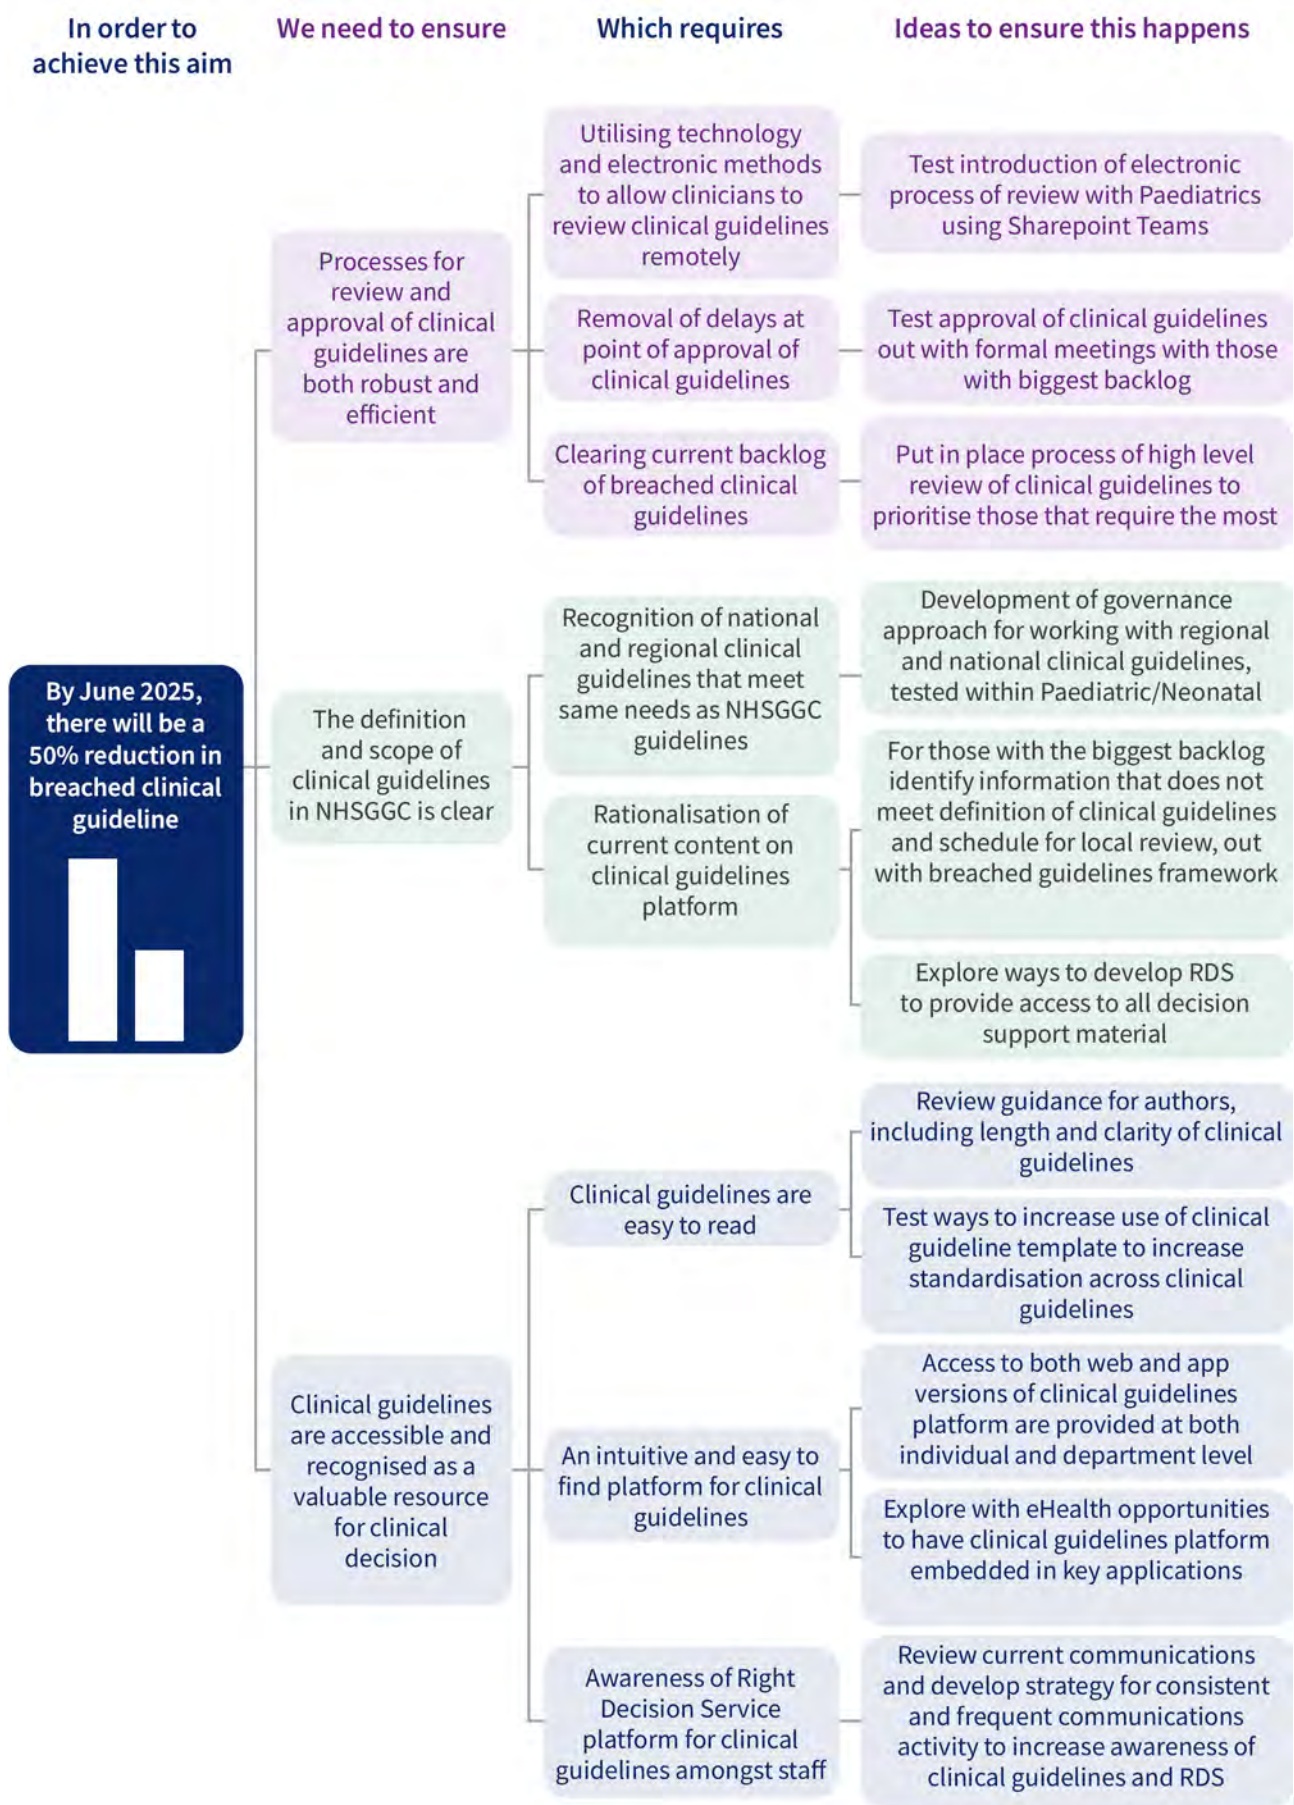 In order to
achieve this aim
We need to ensure
Which requires
Ideas to ensure this happens
By June 2025,
there will be a
50% reduction in
breached clinical
guideline
Processes for
review and
approval of clinical
guidelines are
both robust and
efficient
Utilising technology
and electronic methods
to allow clinicians to
review clinical guidelines
remotely
Test introduction of electronic
process of review with Paediatrics
using Sharepoint Teams
Removal of delays at
point of approval of
clinical guidelines
Test approval of clinical guidelines
out with formal meetings with those
with biggest backlog
Clearing current backlog
of breached clinical
guidelines
Put in place process of high level
review of clinical guidelines to
prioritise those that require the most
The definition
and scope of
clinical guidelines
in NHSGGC is clear
Recognition of national
and regional clinical
guidelines that meet
same needs as NHSGGC
guidelines
Development of governance
approach for working with regional
and national clinical guidelines,
tested within Paediatric/Neonatal
Rationalisation of
current content on
clinical guidelines
platform
For those with the biggest backlog
identify information that does not
meet definition of clinical guidelines
and schedule for local review, out
with breached guidelines framework
Explore ways to develop RDS
to provide access to all decision
support material
Clinical guidelines
are accessible and
recognised as a
valuable resource
for clinical
decision
Clinical guidelines are
easy to read
Review guidance for authors,
including length and clarity of clinical
guidelines
Test ways to increase use of clinical
guideline template to increase
standardisation across clinical
guidelines
An intuitive and easy to
find platform for clinical
guidelines
Access to both web and app
versions of clinical guidelines
platform are provided at both
individual and department level
Explore with eHealth opportunities
to have clinical guidelines platform
embedded in key applications
Awareness of Right
Decision Service
platform for clinical
guidelines amongst staff
Review current communications
and develop strategy for consistent
and frequent communications
activity to increase awareness of
clinical guidelines and RDS